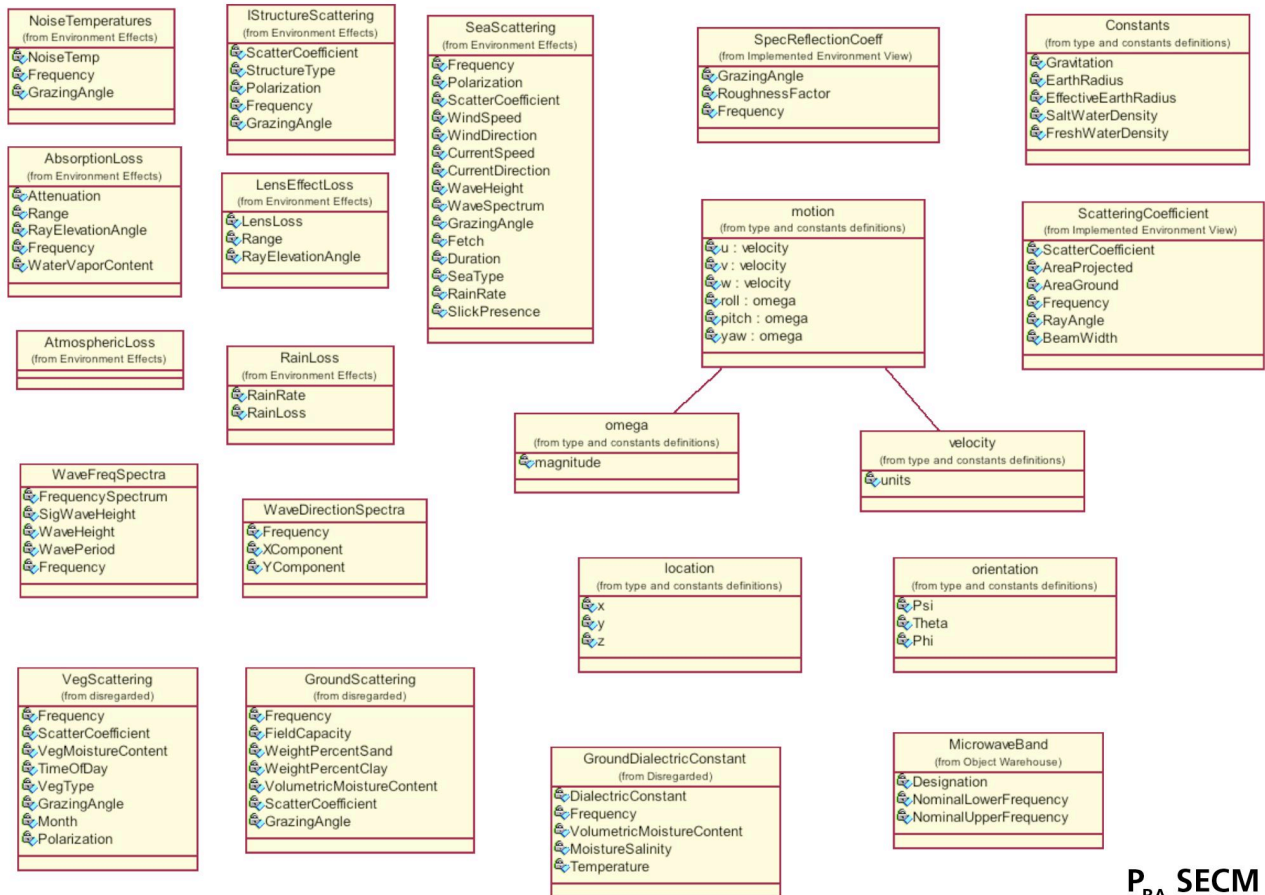 NoiseTemperatures
(from Environment Effects)
NoiseTemp
Frequency
GrazingAngle
IStructureScattering
(from Environment Effects)
ScatterCoefficient
StructureType
Polarization
Frequency
GrazingAngle
SeaScattering
(from Environment Effects)
Frequency
Polarization
ScatterCoefficient
WindSpeed
WindDirection
CurrentSpeed
CurrentDirection
WaveHeight
WaveSpectrum
GrazingAngle
Fetch
Duration
SeaType
RainRate
SlickPresence
SpecReflectionCoeff
(from Implemented Environment View)
GrazingAngle
RoughnessFactor
Frequency
Constants
(from type and constants definitions)
Gravitation
EarthRadius
EffectiveEarthRadius
SaltWaterDensity
FreshWaterDensity
AbsorptionLoss
(from Environment Effects)
Attenuation
Range
RayElevationAngle
Frequency
WaterVaporContent
LensEffectLoss
(from Environment Effects)
LensLoss
Range
RayElevationAngle
motion
(from type and constants definitions)
u : velocity
v : velocity
w : velocity
roll : omega
pitch : omega
yaw : omega
ScatteringCoefficient
(from Implemented Environment View)
ScatterCoefficient
AreaProjected
AreaGround
Frequency
RayAngle
BeamWidth
AtmosphericLoss
(from Environment Effects)
RainLoss
(from Environment Effects)
RainRate
RainLoss
omega
(from type and constants definitions)
magnitude
velocity
(from type and constants definitions)
units
WaveFreqSpectra
FrequencySpectrum
SigWaveHeight
WaveHeight
WavePeriod
Frequency
WaveDirectionSpectra
Frequency
XComponent
YComponent
location
(from type and constants definitions)
x
y
z
orientation
(from type and constants definitions)
Psi
Theta
Phi
VegScattering
(from disregarded)
Frequency
ScatterCoefficient
VegMoistureContent
TimeOfDay
VegType
GrazingAngle
Month
Polarization
GroundScattering
(from disregarded)
Frequency
FieldCapacity
WeightPercentSand
WeightPercentClay
VolumetricMoistureContent
ScatterCoefficient
GrazingAngle
GroundDialectricConstant
(from Disregarded)
DialectricConstant
Frequency
VolumetricMoistureContent
MoistureSalinity
Temperature
MicrowaveBand
(from Object Warehouse)
Designation
NominalLowerFrequency
NominalUpperFrequency
PRA SECM